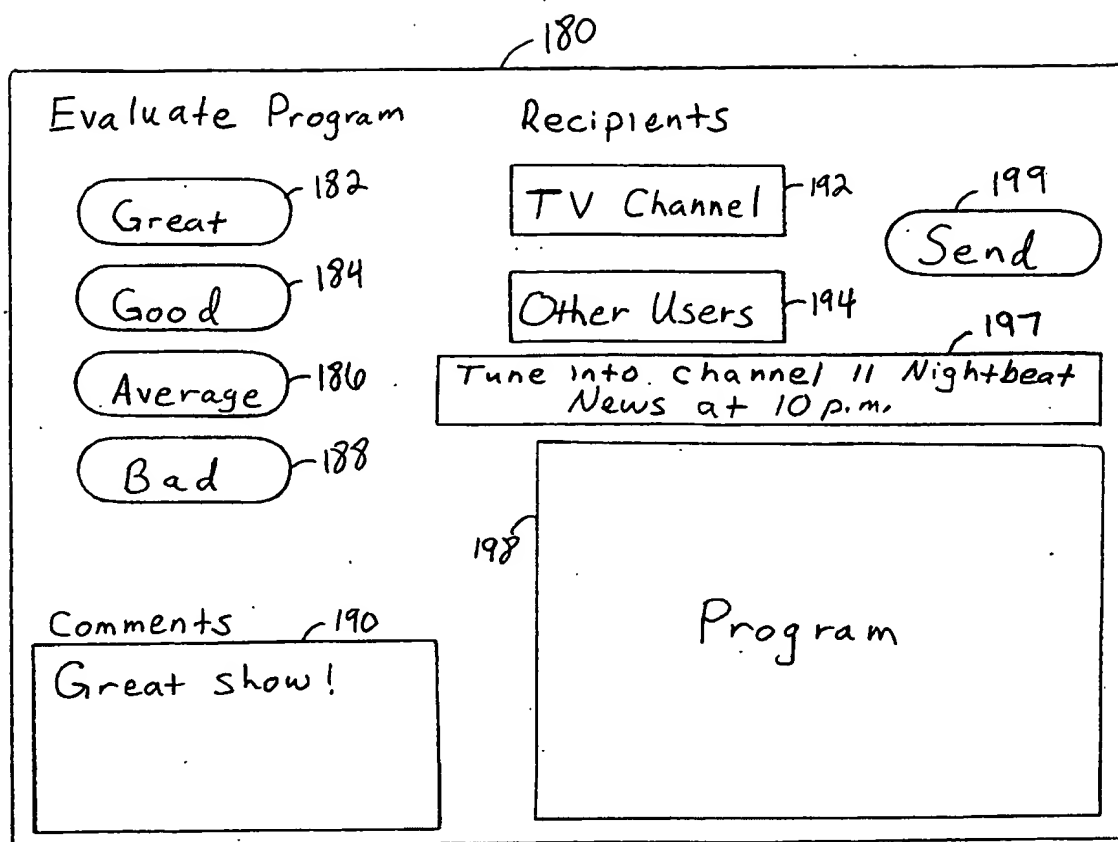 180
Evaluate Program
Recipients
Great
182
Good
184
Average
186
Bad
188
TV Channel
192
Other Users
194
199
Send
197
Tune into channel 11 Nightbeat
News at 10 p.m.
198
Program
Comments
190
Great show!